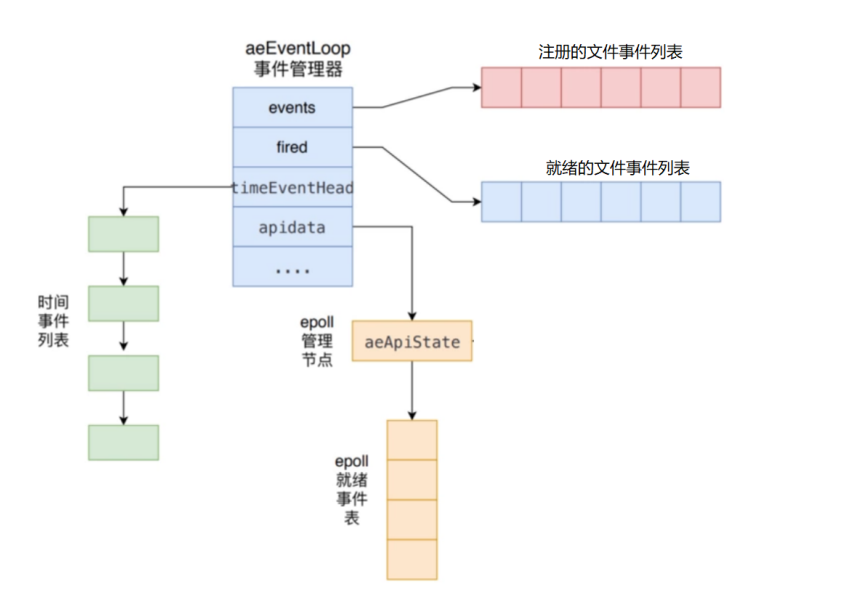 aeEventLoop
事件管理器
注册的文件事件列表
events
fired
就绪的文件事件列表
timeEventHead
apidata
....
时间
事件
列表
epoll
管理
节点
aeApiState
epoll
就绪
事件
表